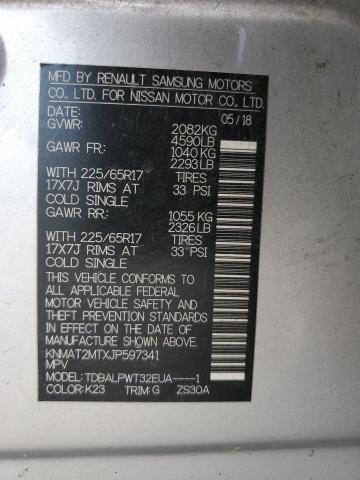 MFD BY RENAULT SAMSUNG MOTORS
CO. LTD. FOR NISSAN MOTOR CO., LTD.
DATE: 05/18
GVWR: 2082KG
4590LB
GAWR FR: 1040 KG
2293LB
WITH 225/65R17 TIRES
17X7J RIMS AT 33 PSI
COLD SINGLE
GAWR RR: 1055 KG
2326LB
WITH 225/65R17 TIRES
17X7J RIMS AT 33 PSI
COLD SINGLE
THIS VEHICLE CONFORMS TO ALL
APPLICABLE FEDERAL
MOTOR VEHICLE SAFETY AND
THEFT PREVENTION STANDARDS
IN EFFECT ON THE DATE OF
MANUFACTURE SHOWN ABOVE.
KNMAT2MTXJP597341
MPV
MODEL: TDBALPWT32EUA----1
COLOR: K23 TRIM: G ZS30A